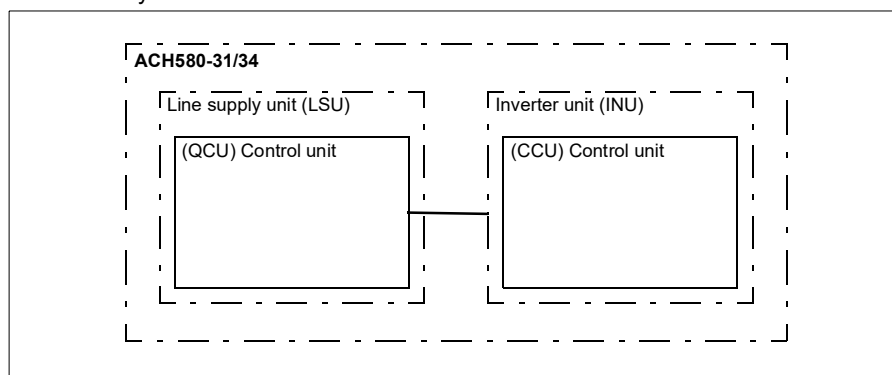 ACH580-31/34
Line supply unit (LSU)
Inverter unit (INU)
(QCU) Control unit
(CCU) Control unit